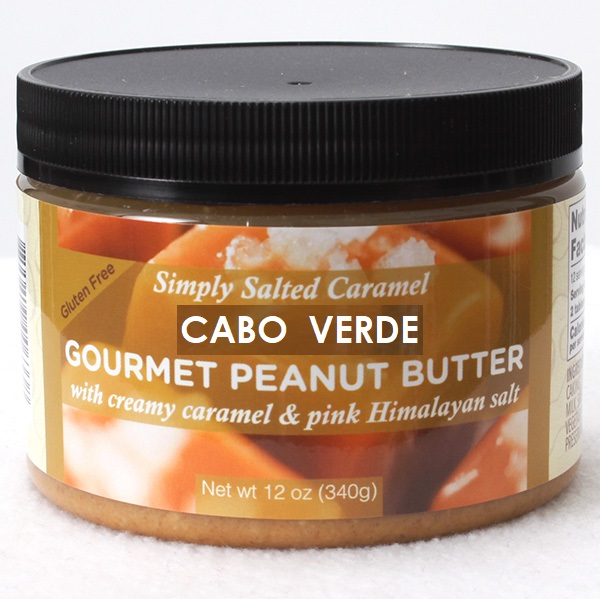 Gluten Free
Simply Salted Caramel
CABO VERDE
GOURMET PEANUT BUTTER
with creamy caramel & pink Himalayan salt
Net wt 12 oz (340g)